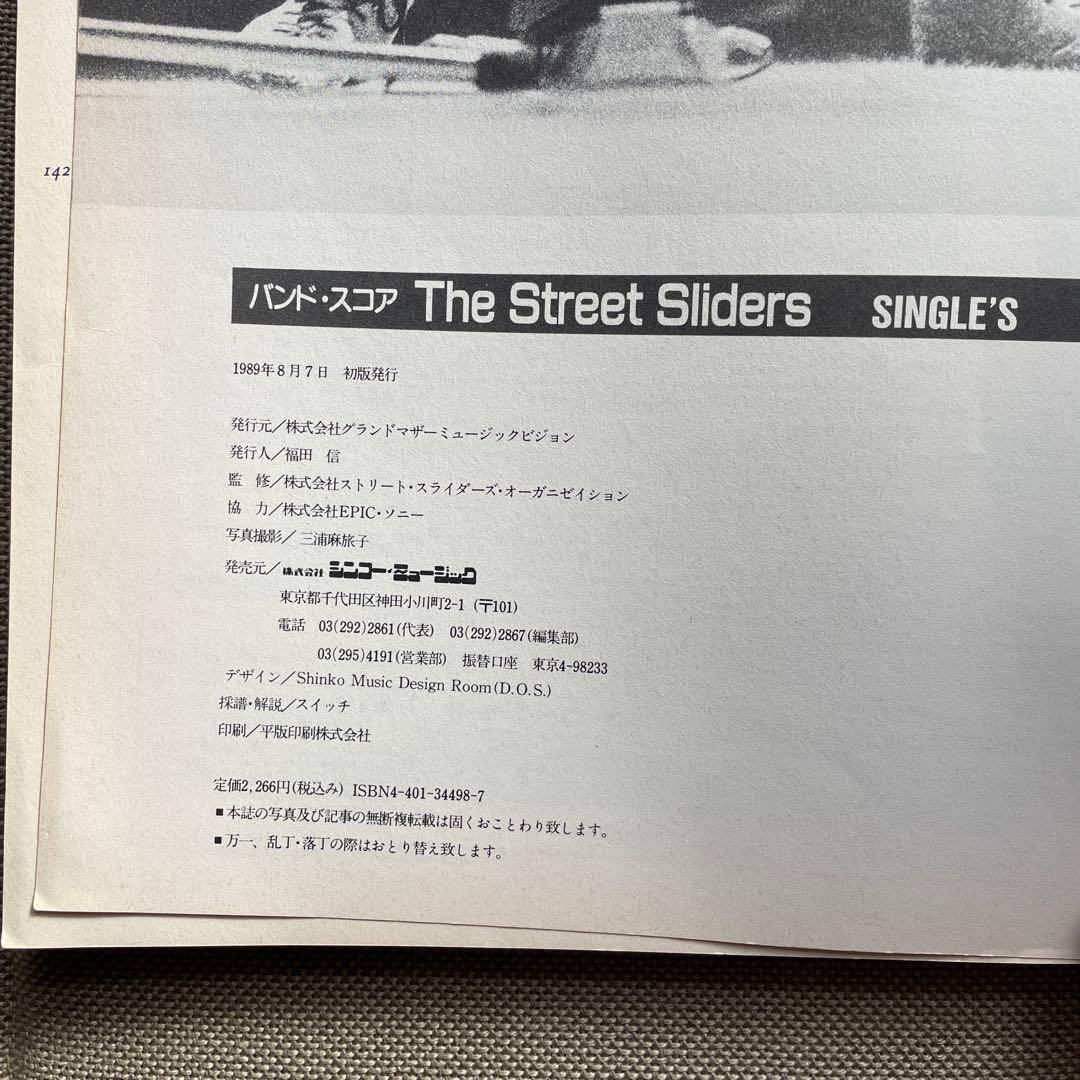 142
バンド・スコア The Street Sliders SINGLE'S
1989年8月7日 初版発行
発行元／株式会社グランドマザーミュージックビジョン
発行人／福田 信
監 修／株式会社ストリート・スライダーズ・オーガニゼイション
協 力／株式会社EPIC・ソニー
写真撮影／三浦麻旅子
発売元／株式会社 シンコー・ミュージック
東京都千代田区神田小川町2-1 (〒101)
電話 03(292)2861(代表) 03(292)2867(編集部)
03(295)4191(営業部) 振替口座 東京4-98233
デザイン／Shinko Music Design Room(D.O.S.)
採譜・解説／スイッチ
印刷／平版印刷株式会社
定価2,266円(税込み) ISBN4-401-34498-7
■本誌の写真及び記事の無断複転載は固くおことわり致します。
■万一、乱丁・落丁の際はおとり替え致します。